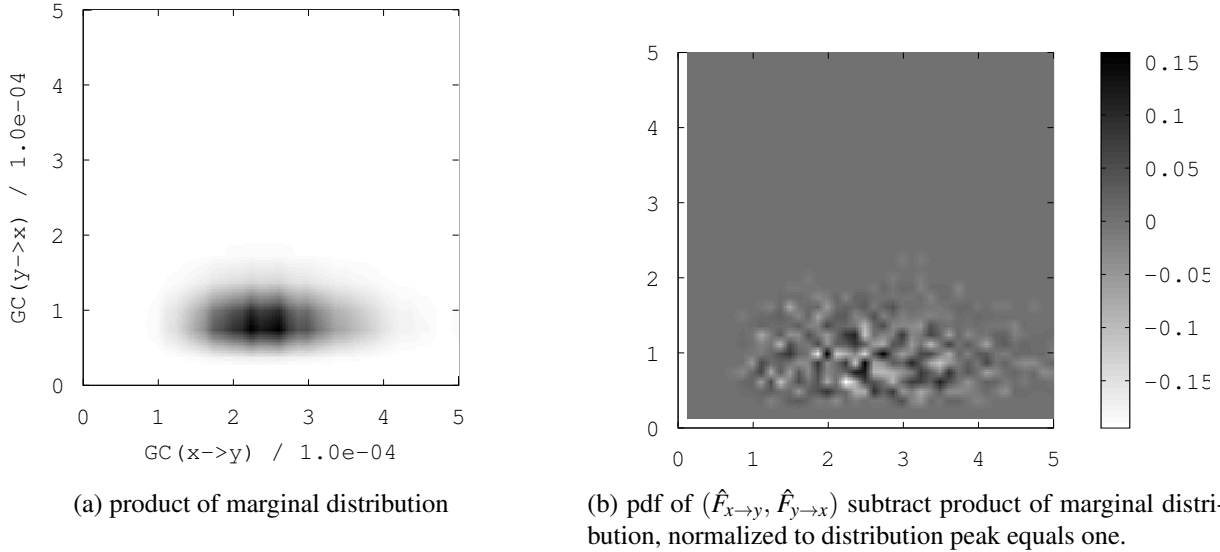 5
4
3
2
1
0
GC(y->x) / 1.0e-04
0 1 2 3 4 5
GC(x->y) / 1.0e-04
(a) product of marginal distribution
5
4
3
2
1
0
0 1 2 3 4 5
0.15
0.1
0.05
0
-0.05
-0.1
-0.15
(b) pdf of (F̂x→y, F̂y→x) subtract product of marginal distri-
bution, normalized to distribution peak equals one.